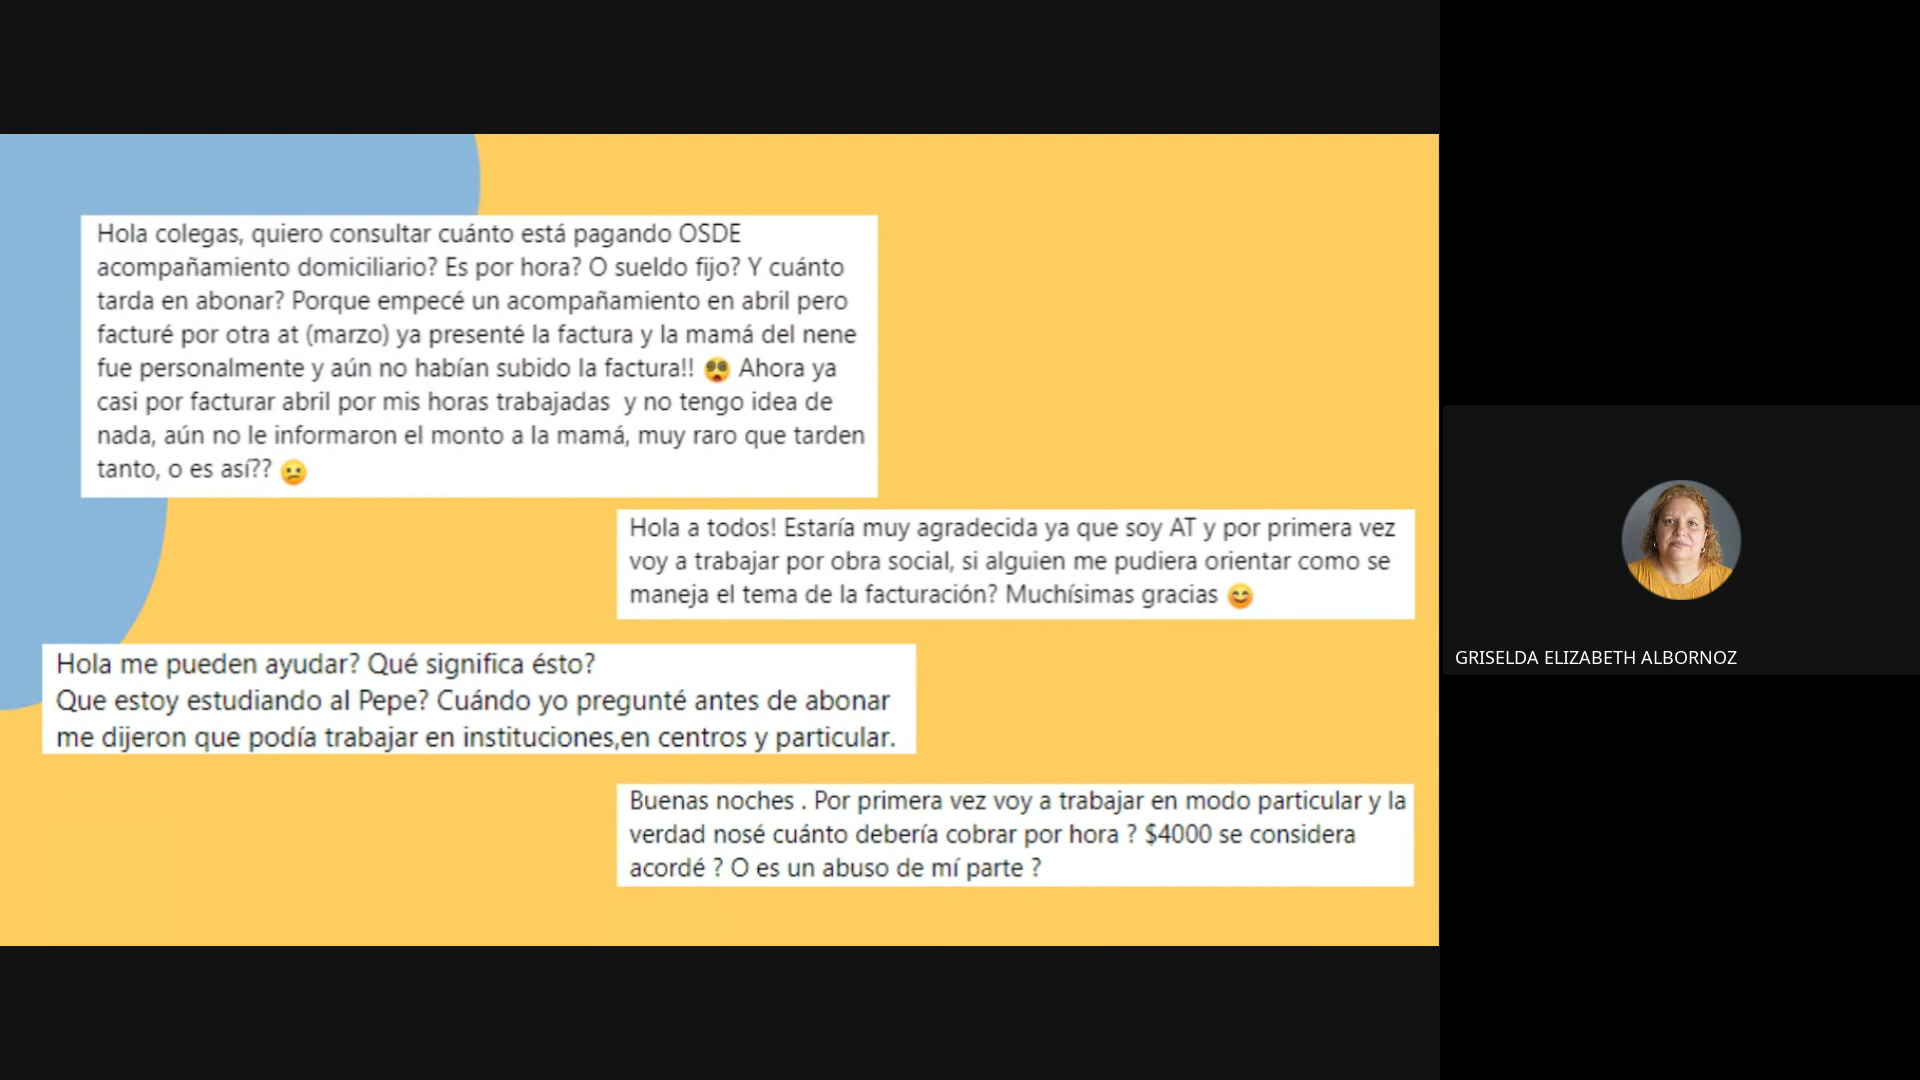 Hola colegas, quiero consultar cuánto está pagando OSDE
acompañamiento domiciliario? Es por hora? O sueldo fijo? Y cuánto
tarda en abonar? Porque empecé un acompañamiento en abril pero
facturé por otra at (marzo) ya presenté la factura y la mamá del nene
fue personalmente y aún no habían subido la factura!! 😵‍💫 Ahora ya
casi por facturar abril por mis horas trabajadas  y no tengo idea de
nada, aún no le informaron el monto a la mamá, muy raro que tarden
tanto, o es así?? 😕
Hola a todos! Estaría muy agradecida ya que soy AT y por primera vez
voy a trabajar por obra social, si alguien me pudiera orientar como se
maneja el tema de la facturación? Muchísimas gracias 😊
Hola me pueden ayudar? Qué significa ésto?
Que estoy estudiando al Pepe? Cuándo yo pregunté antes de abonar
me dijeron que podía trabajar en instituciones,en centros y particular.
Buenas noches . Por primera vez voy a trabajar en modo particular y la
verdad nosé cuánto debería cobrar por hora ? $4000 se considera
acordé ? O es un abuso de mí parte ?
GRISELDA ELIZABETH ALBORNOZ